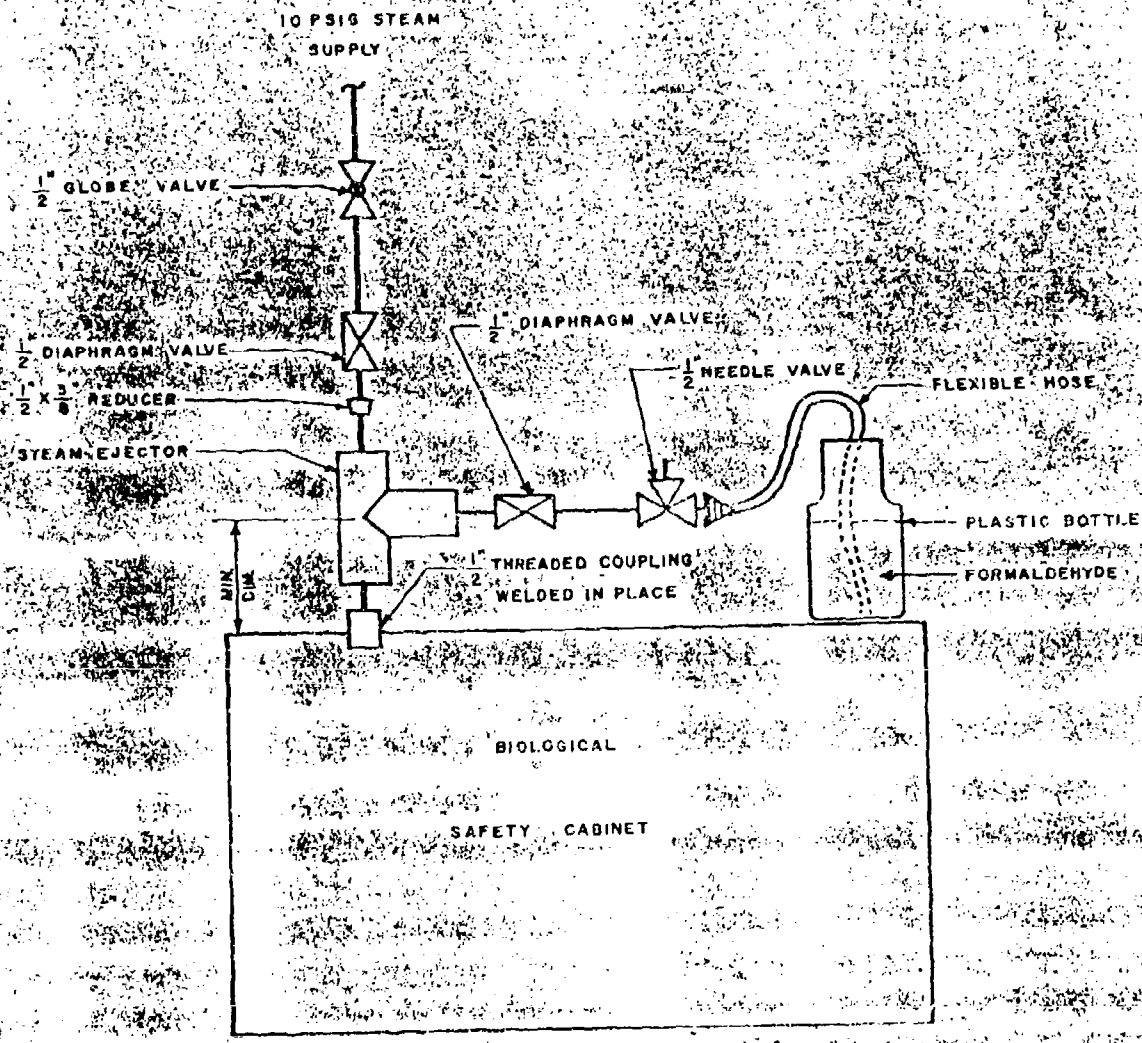 10 PSIG STEAM
SUPPLY
1/2" GLOBE VALVE
1/2" DIAPHRAGM VALVE
1/2" DIAPHRAGM VALVE
1/2" X 3/8" REDUCER
1/2" NEEDLE VALVE
FLEXIBLE HOSE
STEAM EJECTOR
PLASTIC BOTTLE
1/2" THREADED COUPLING
WELDED IN PLACE
FORMALDEHYDE
MIN.
DIM.
BIOLOGICAL
SAFETY CABINET